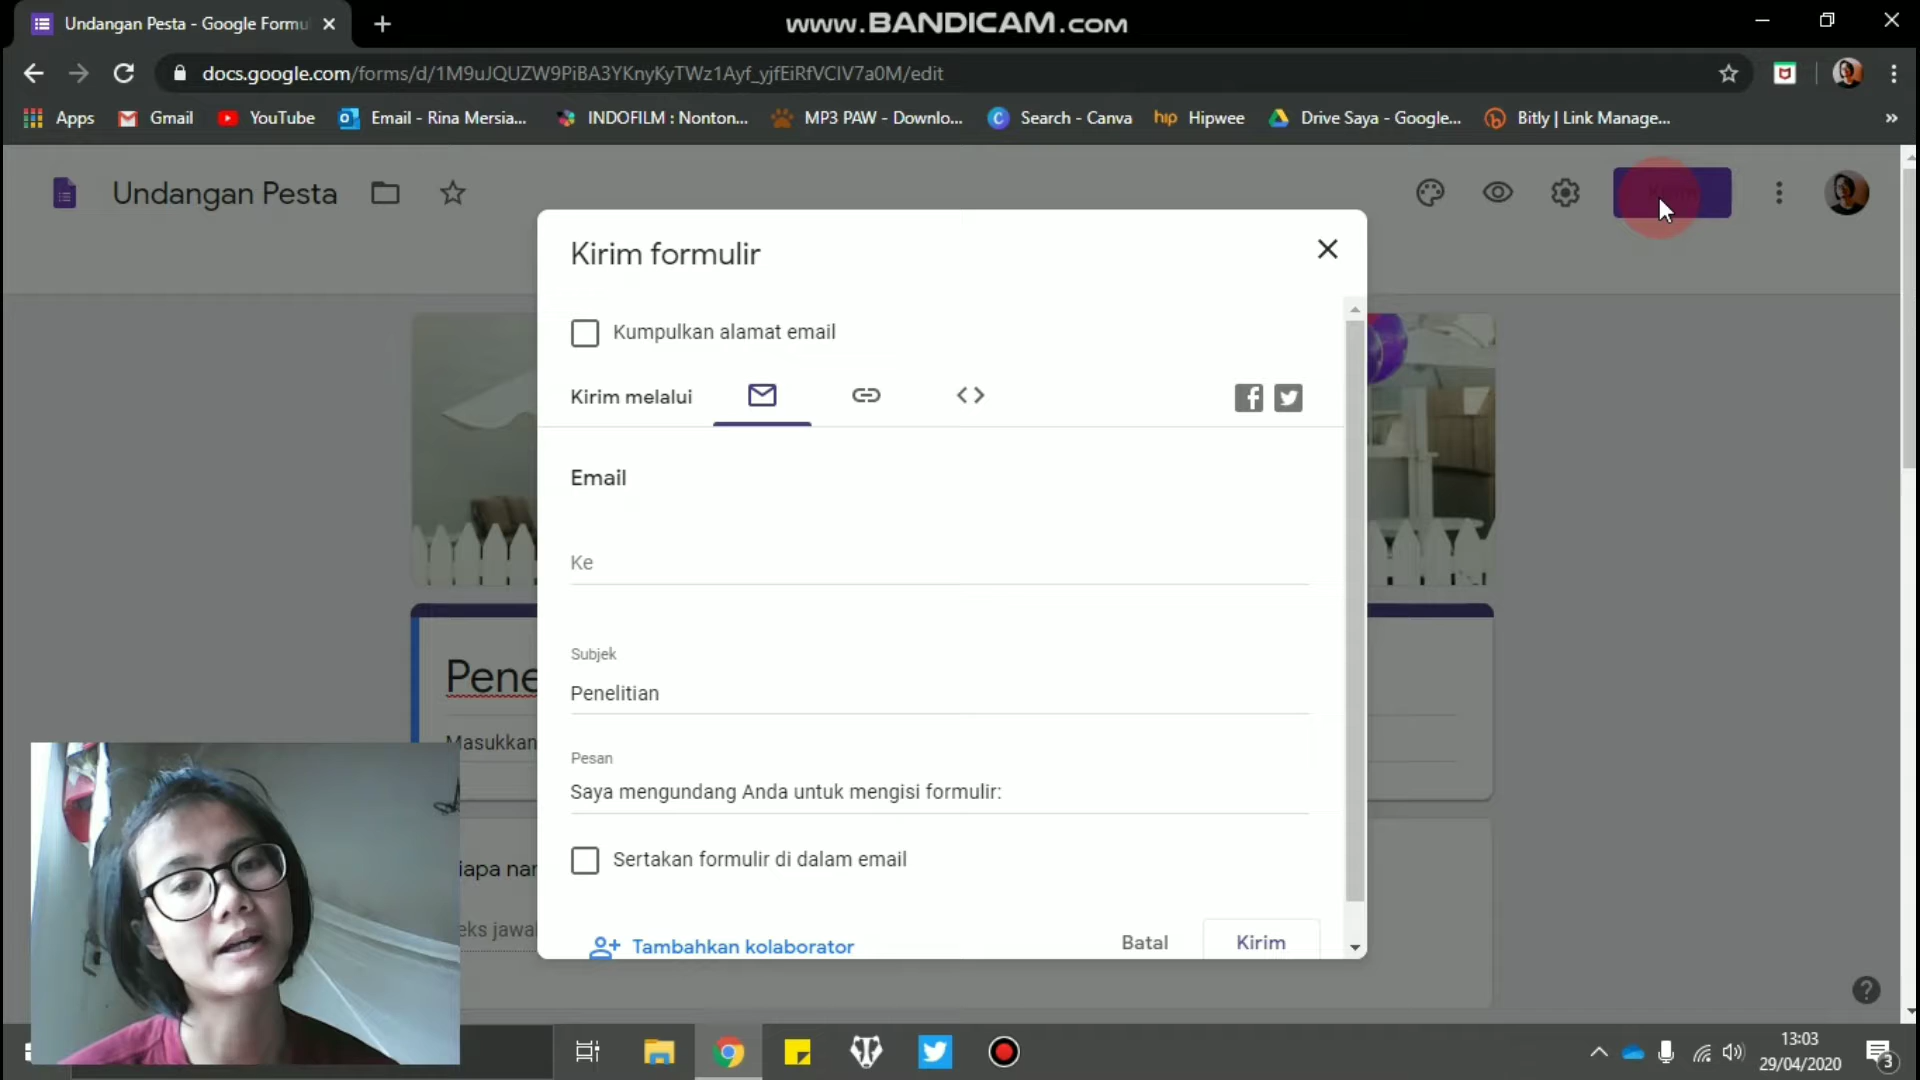 Undangan Pesta - Google Formu
www.BANDICAM.com
docs.google.com/forms/d/1M9uJQUZW9PiBA3YKnyKyTWz1Ayf_yjfEiRfVCIV7a0M/edit
Apps
Gmail
YouTube
Email - Rina Mersia...
INDOFILM : Nonton...
MP3 PAW - Downlo...
Search - Canva
hip Hipwee
Drive Saya - Google...
Bitly | Link Manage...
»
Undangan Pesta
Kirim formulir
Kumpulkan alamat email
Kirim melalui
Email
Ke
Subjek
Penelitian
Pene
Masukkan
Pesan
Saya mengundang Anda untuk mengisi formulir:
Sertakan formulir di dalam email
iapa nar
eks jawa
Tambahkan kolaborator
Batal
Kirim
13:03
29/04/2020
3